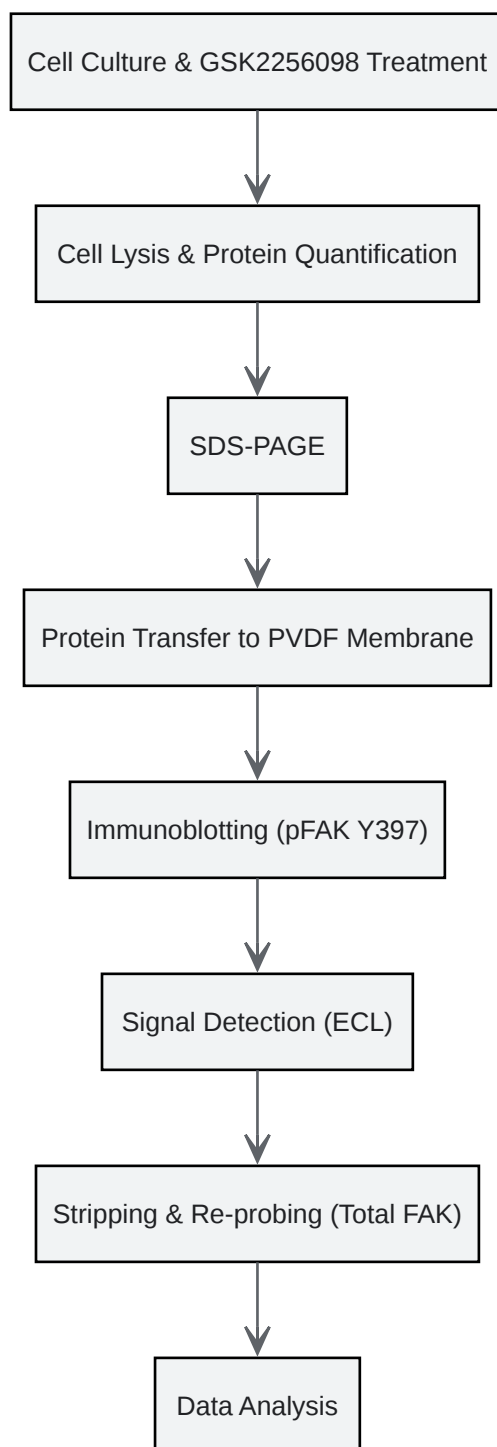 Cell Culture & GSK2256098 Treatment
Cell Lysis & Protein Quantification
SDS-PAGE
Protein Transfer to PVDF Membrane
Immunoblotting (pFAK Y397)
Signal Detection (ECL)
Stripping & Re-probing (Total FAK)
Data Analysis